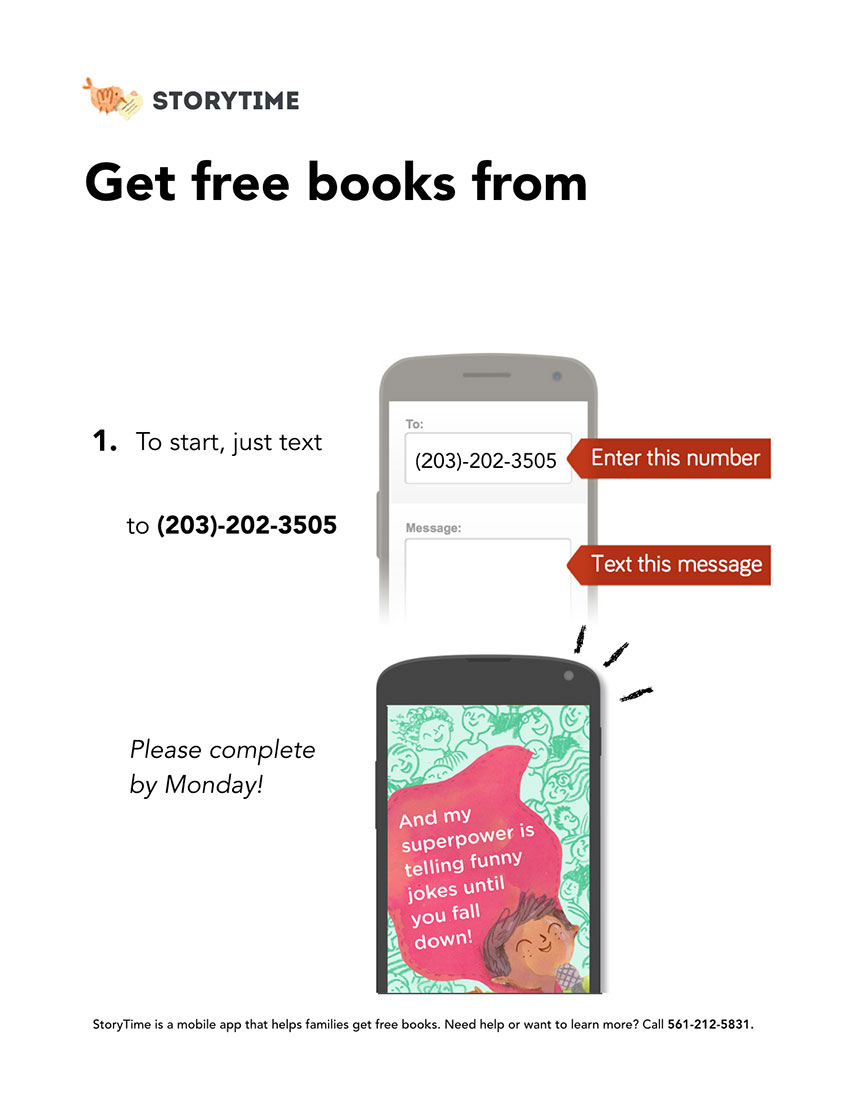 STORYTIME
Get free books from
1. To start, just text
to (203)-202-3505
To:
(203)-202-3505
Enter this number
Message:
Text this message
Please complete
by Monday!
And my
superpower is
telling funny
jokes until
you fall
down!
StoryTime is a mobile app that helps families get free books. Need help or want to learn more? Call 561-212-5831.